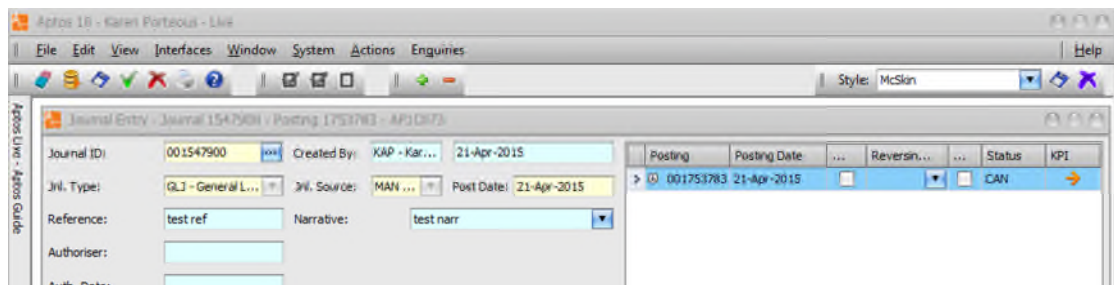 Aptos 18 - Karen Porteous - Live
File Edit View Interfaces Window System Actions Enquiries Help
Style: McSkin
Aptos Live - Aptos Guide
Journal Entry - Journal 1547900 - Posting 1753783 -
Journal ID: 001547900 Created By: KAP - Kar... 21-Apr-2015
Jnl. Type: GLJ - General L... Jnl. Source: MAN ... Post Date: 21-Apr-2015
Reference: test ref Narrative: test narr
Authoriser:
Auth. Date:
Posting Posting Date ... Reversin... ... Status KPI
001753783 21-Apr-2015 CAN